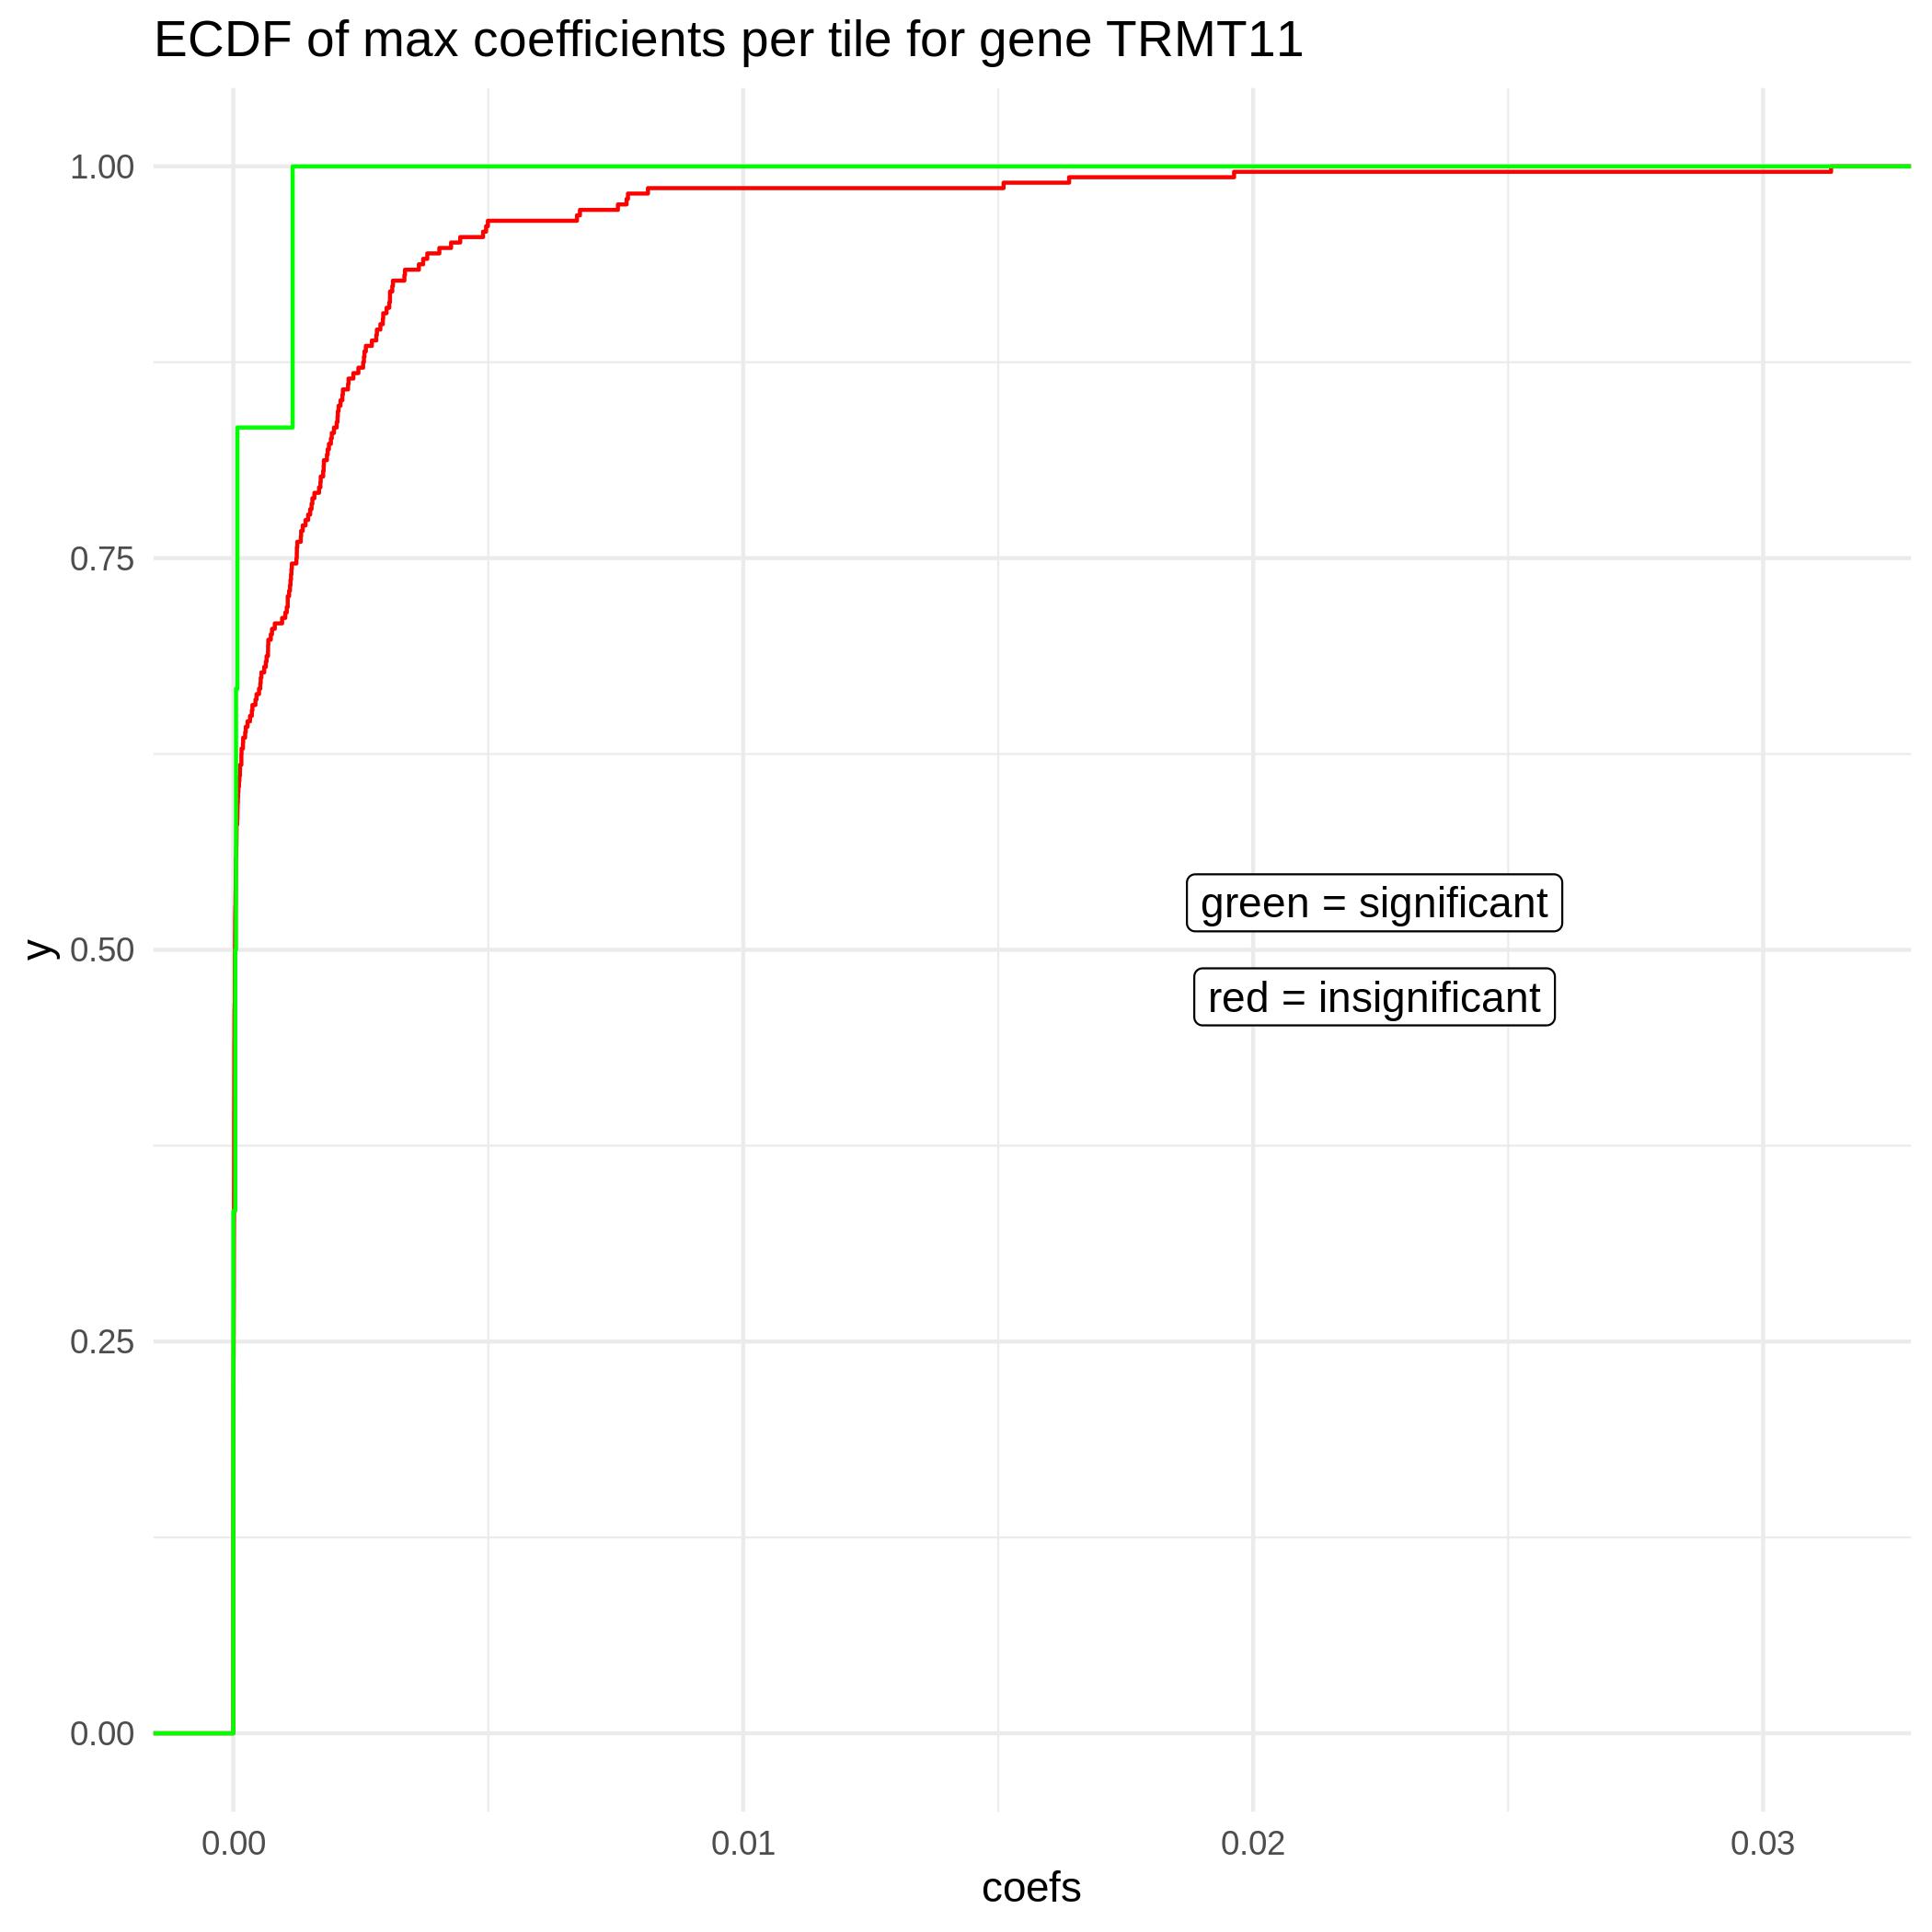 ECDF of max coefficients per tile for gene TRMT11
1.00
0.75
0.50
0.25
0.00
y
green = significant
red = insignificant
0.00 0.01 0.02 0.03
coefs